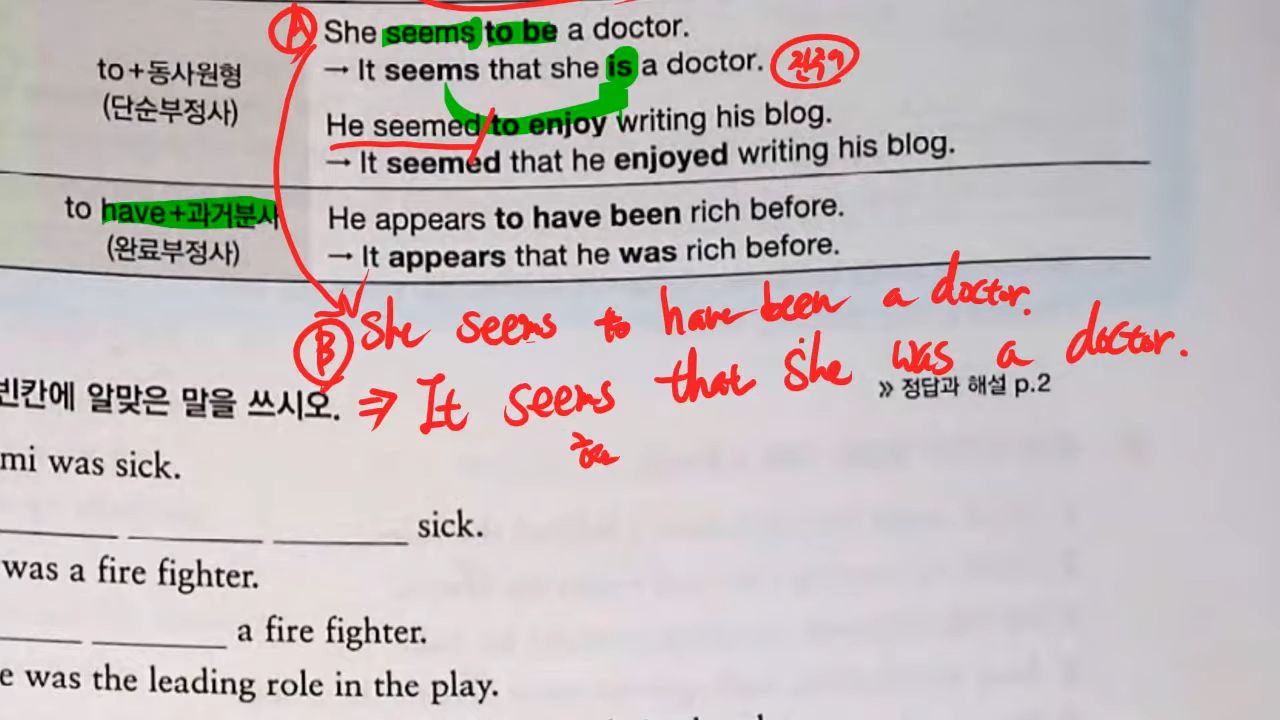 Ⓐ She seems to be a doctor.
→ It seems that she is a doctor. 진주어
to+동사원형
(단순부정사)
He seemed to enjoy writing his blog.
→ It seemed that he enjoyed writing his blog.
to have+과거분사
(완료부정사)
He appears to have been rich before.
→ It appears that he was rich before.
Ⓑ She seems to have been a doctor.
⇒ It seems that she was a doctor.
빈칸에 알맞은 말을 쓰시오.
» 정답과 해설 p.2
mi was sick.
sick.
was a fire fighter.
a fire fighter.
e was the leading role in the play.